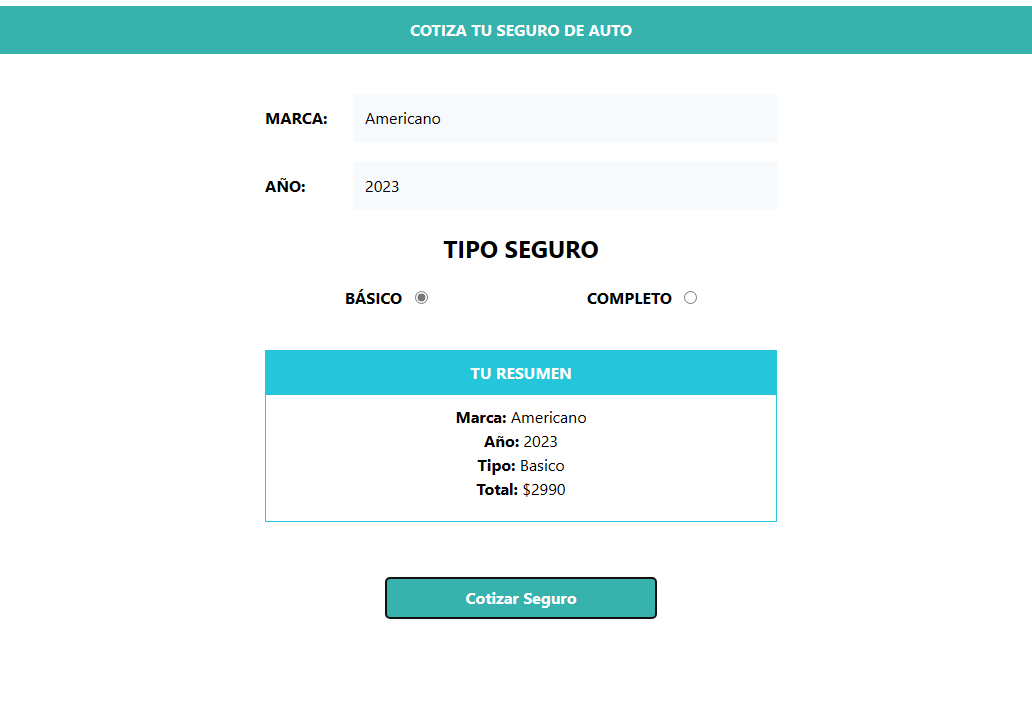 COTIZA TU SEGURO DE AUTO
MARCA: Americano
AÑO: 2023
TIPO SEGURO
BÁSICO COMPLETO
TU RESUMEN
Marca: Americano
Año: 2023
Tipo: Basico
Total: $2990
Cotizar Seguro